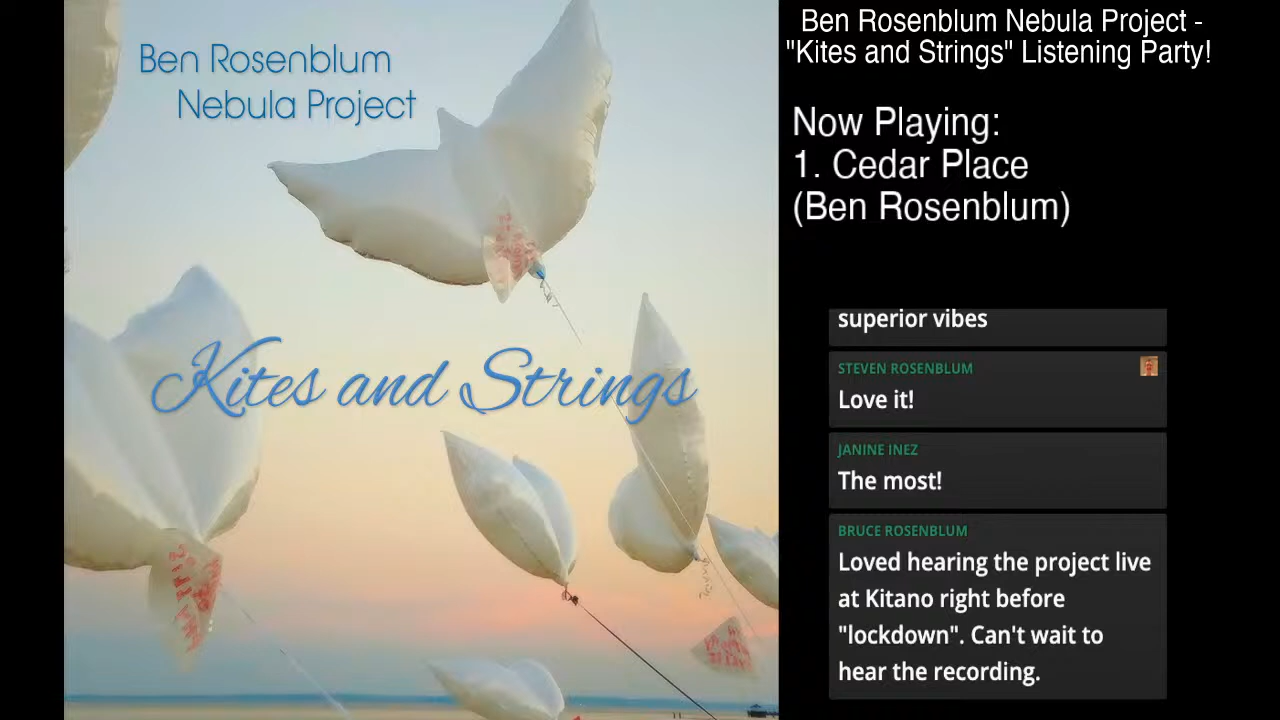 Ben Rosenblum
Nebula Project
Kites and Strings
Ben Rosenblum Nebula Project -
"Kites and Strings" Listening Party!
Now Playing:
1. Cedar Place
(Ben Rosenblum)
superior vibes
STEVEN ROSENBLUM
Love it!
JANINE INEZ
The most!
BRUCE ROSENBLUM
Loved hearing the project live
at Kitano right before
"lockdown". Can't wait to
hear the recording.